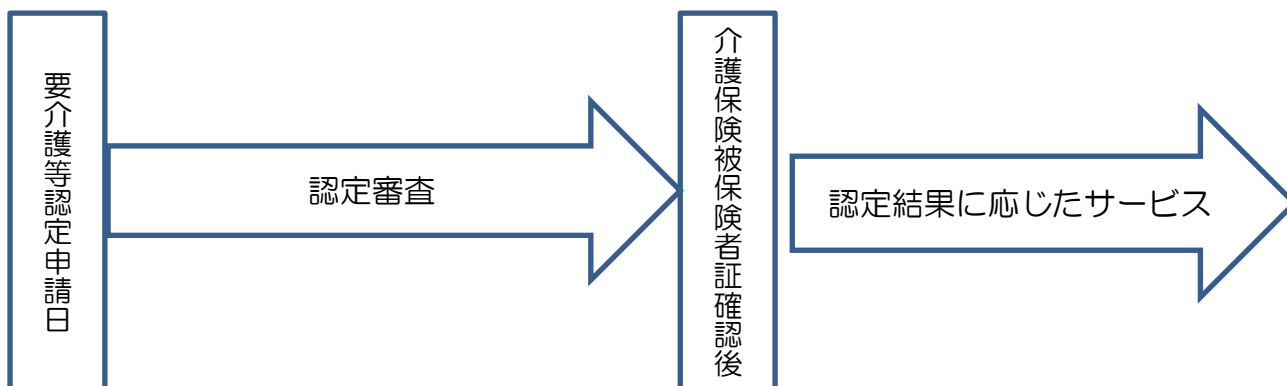 要介護等認定申請日
認定審査
介護保険被保険者証確認後
認定結果に応じたサービス